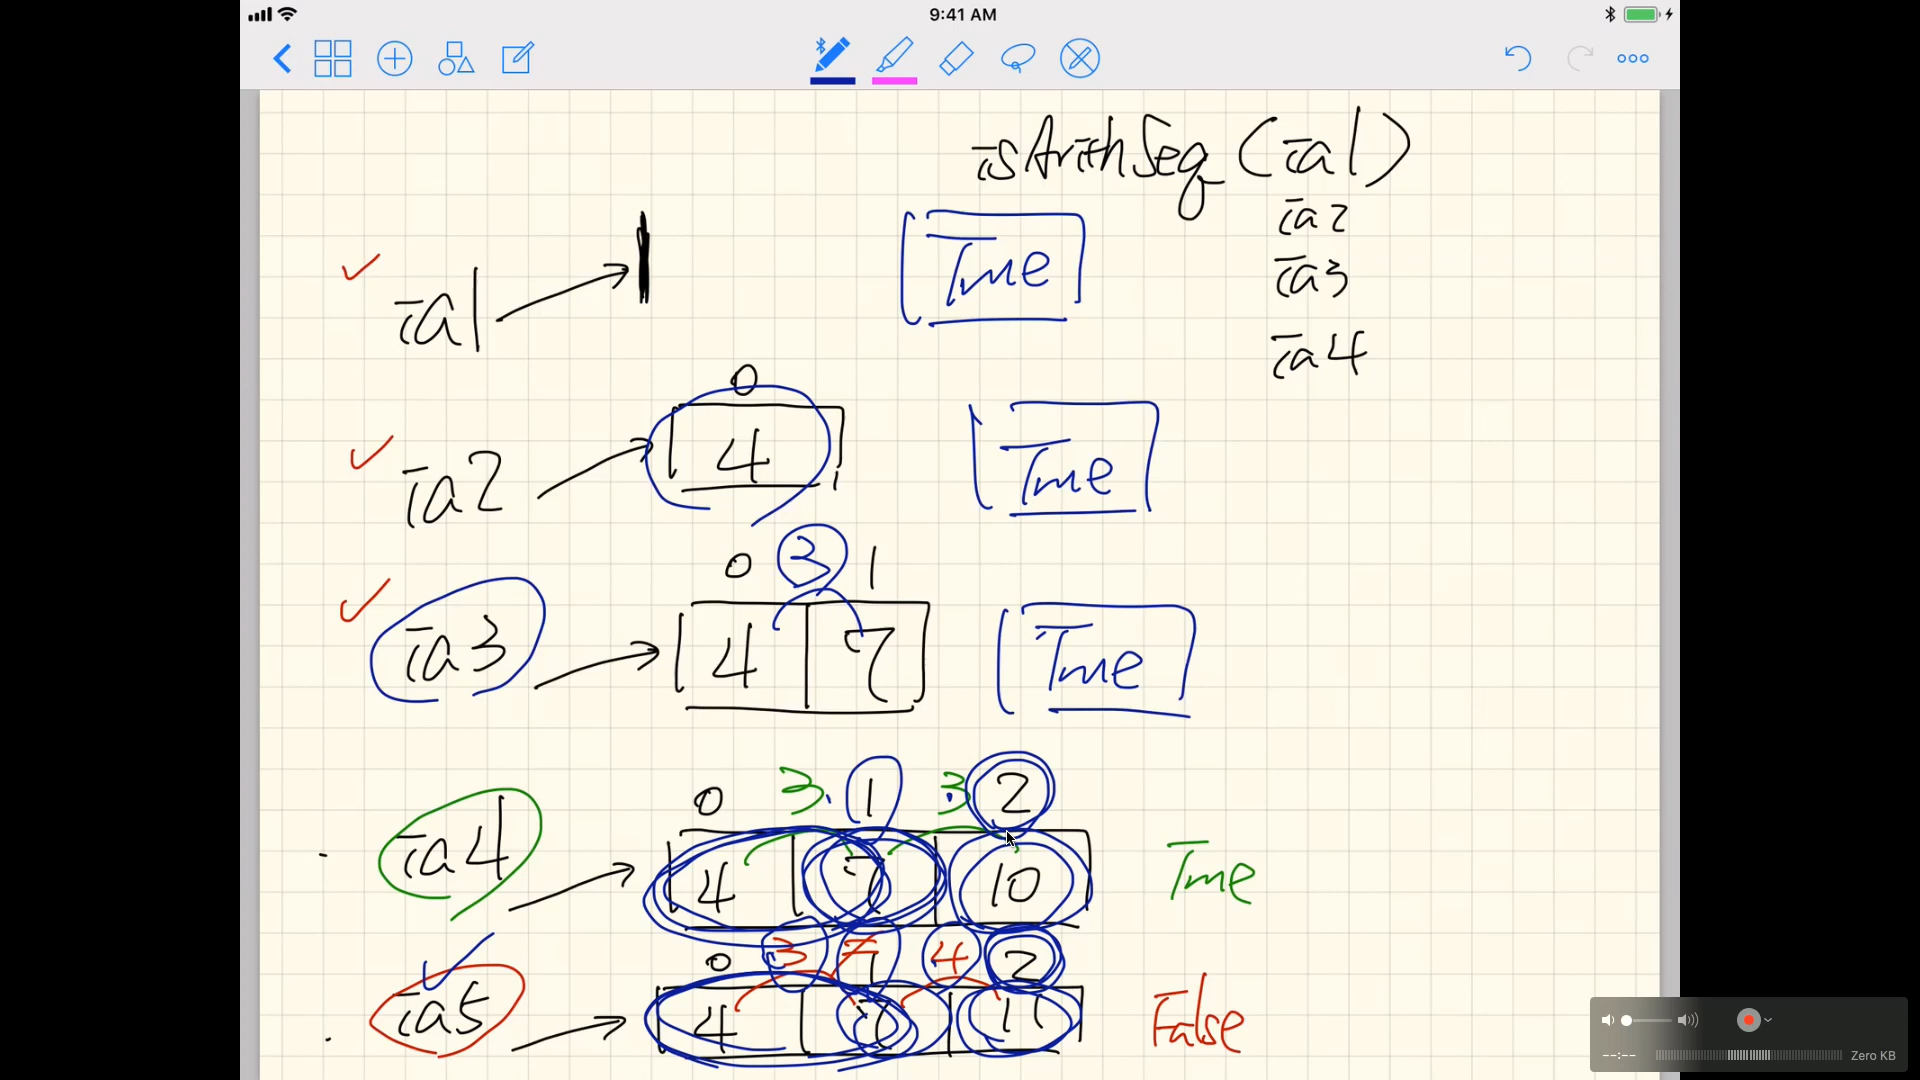 9:41 AM
isArithSeq(ia1)
ia2
ia3
ia4
ia1
True
0
ia2
4
True
0 3 1
ia3
4 7
True
0 3 1 3 2
ia4
4 7 10
True
0 3 ≠ 1 4 2
ia5
4 7 11
False
--:--
Zero KB